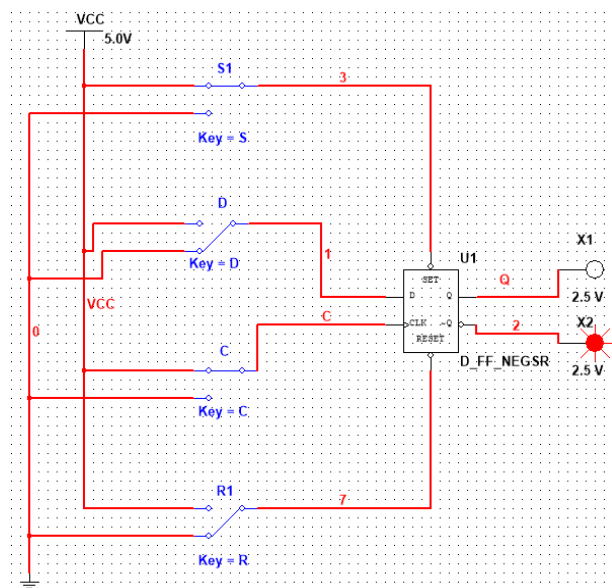 VCC
5.0V
S1
3
Key = S
D
Key = D
1
VCC
0
U1
SET
D
Q
CLK
~Q
RESET
D_FF_NEGSR
Q
X1
2.5 V
2
X2
2.5 V
C
C
Key = C
R1
7
Key = R